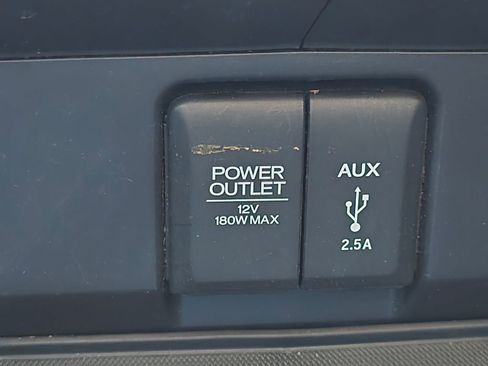 POWER
OUTLET
12V
180W MAX
AUX
2.5A